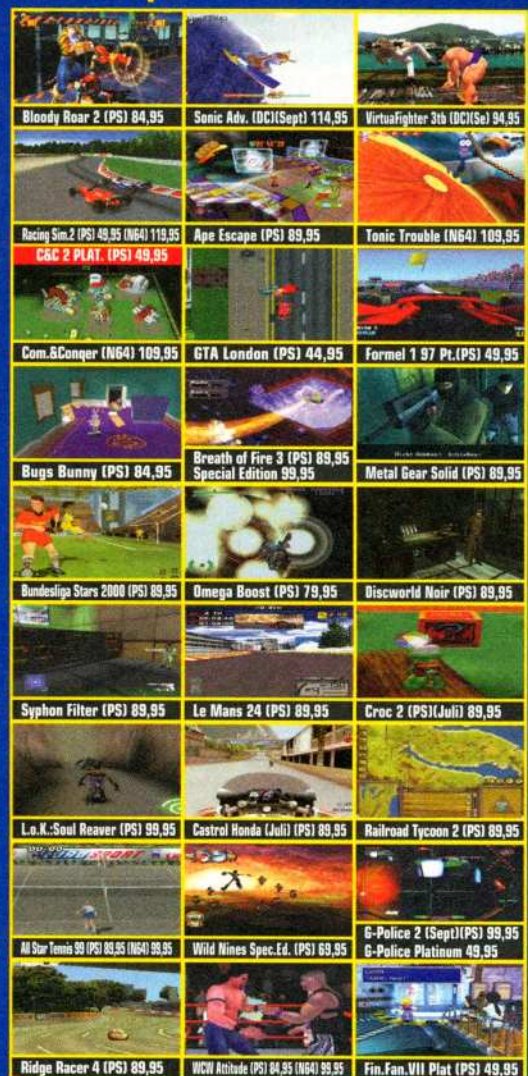 Bloody Roar 2 (PS) 84,95
Sonic Adv. (DC)(Sept) 114,95
VirtuaFighter 3tb (DC)(Se) 94,95
Racing Sim.2 (PS) 49,95 (N64) 119,95
Ape Escape (PS) 89,95
Tonic Trouble (N64) 109,95
C&C 2 PLAT. (PS) 49,95
Com.&Conqer (N64) 109,95
GTA London (PS) 44,95
Formel 1 97 Pt.(PS) 49,95
Bugs Bunny (PS) 84,95
Breath of Fire 3 (PS) 89,95
Special Edition 99,95
Metal Gear Solid (PS) 89,95
Bundesliga Stars 2000 (PS) 89,95
Omega Boost (PS) 79,95
Discworld Noir (PS) 89,95
Syphon Filter (PS) 89,95
Le Mans 24 (PS) 89,95
Croc 2 (PS)(Juli) 89,95
L.o.K.:Soul Reaver (PS) 99,95
Castrol Honda (Juli) (PS) 89,95
Railroad Tycoon 2 (PS) 89,95
All Star Tennis 99 (PS) 89,95 (N64) 99,95
Wild Nines Spec.Ed. (PS) 69,95
G-Police 2 (Sept)(PS) 99,95
G-Police Platinum 49,95
Ridge Racer 4 (PS) 89,95
WCW Attitude (PS) 84,95 (N64) 99,95
Fin.Fan.VII Plat (PS) 49,95